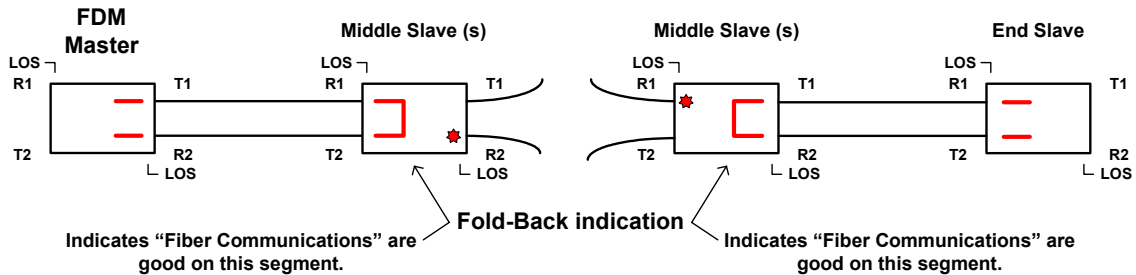 FDM
Master
Middle Slave (s)
Middle Slave (s)
End Slave
LOS
LOS
LOS
LOS
R1
T1
R1
T1
R1
T1
R1
T1
T2
R2
T2
R2
T2
R2
T2
R2
LOS
LOS
LOS
LOS
Fold-Back indication
Indicates “Fiber Communications” are
good on this segment.
Indicates “Fiber Communications” are
good on this segment.